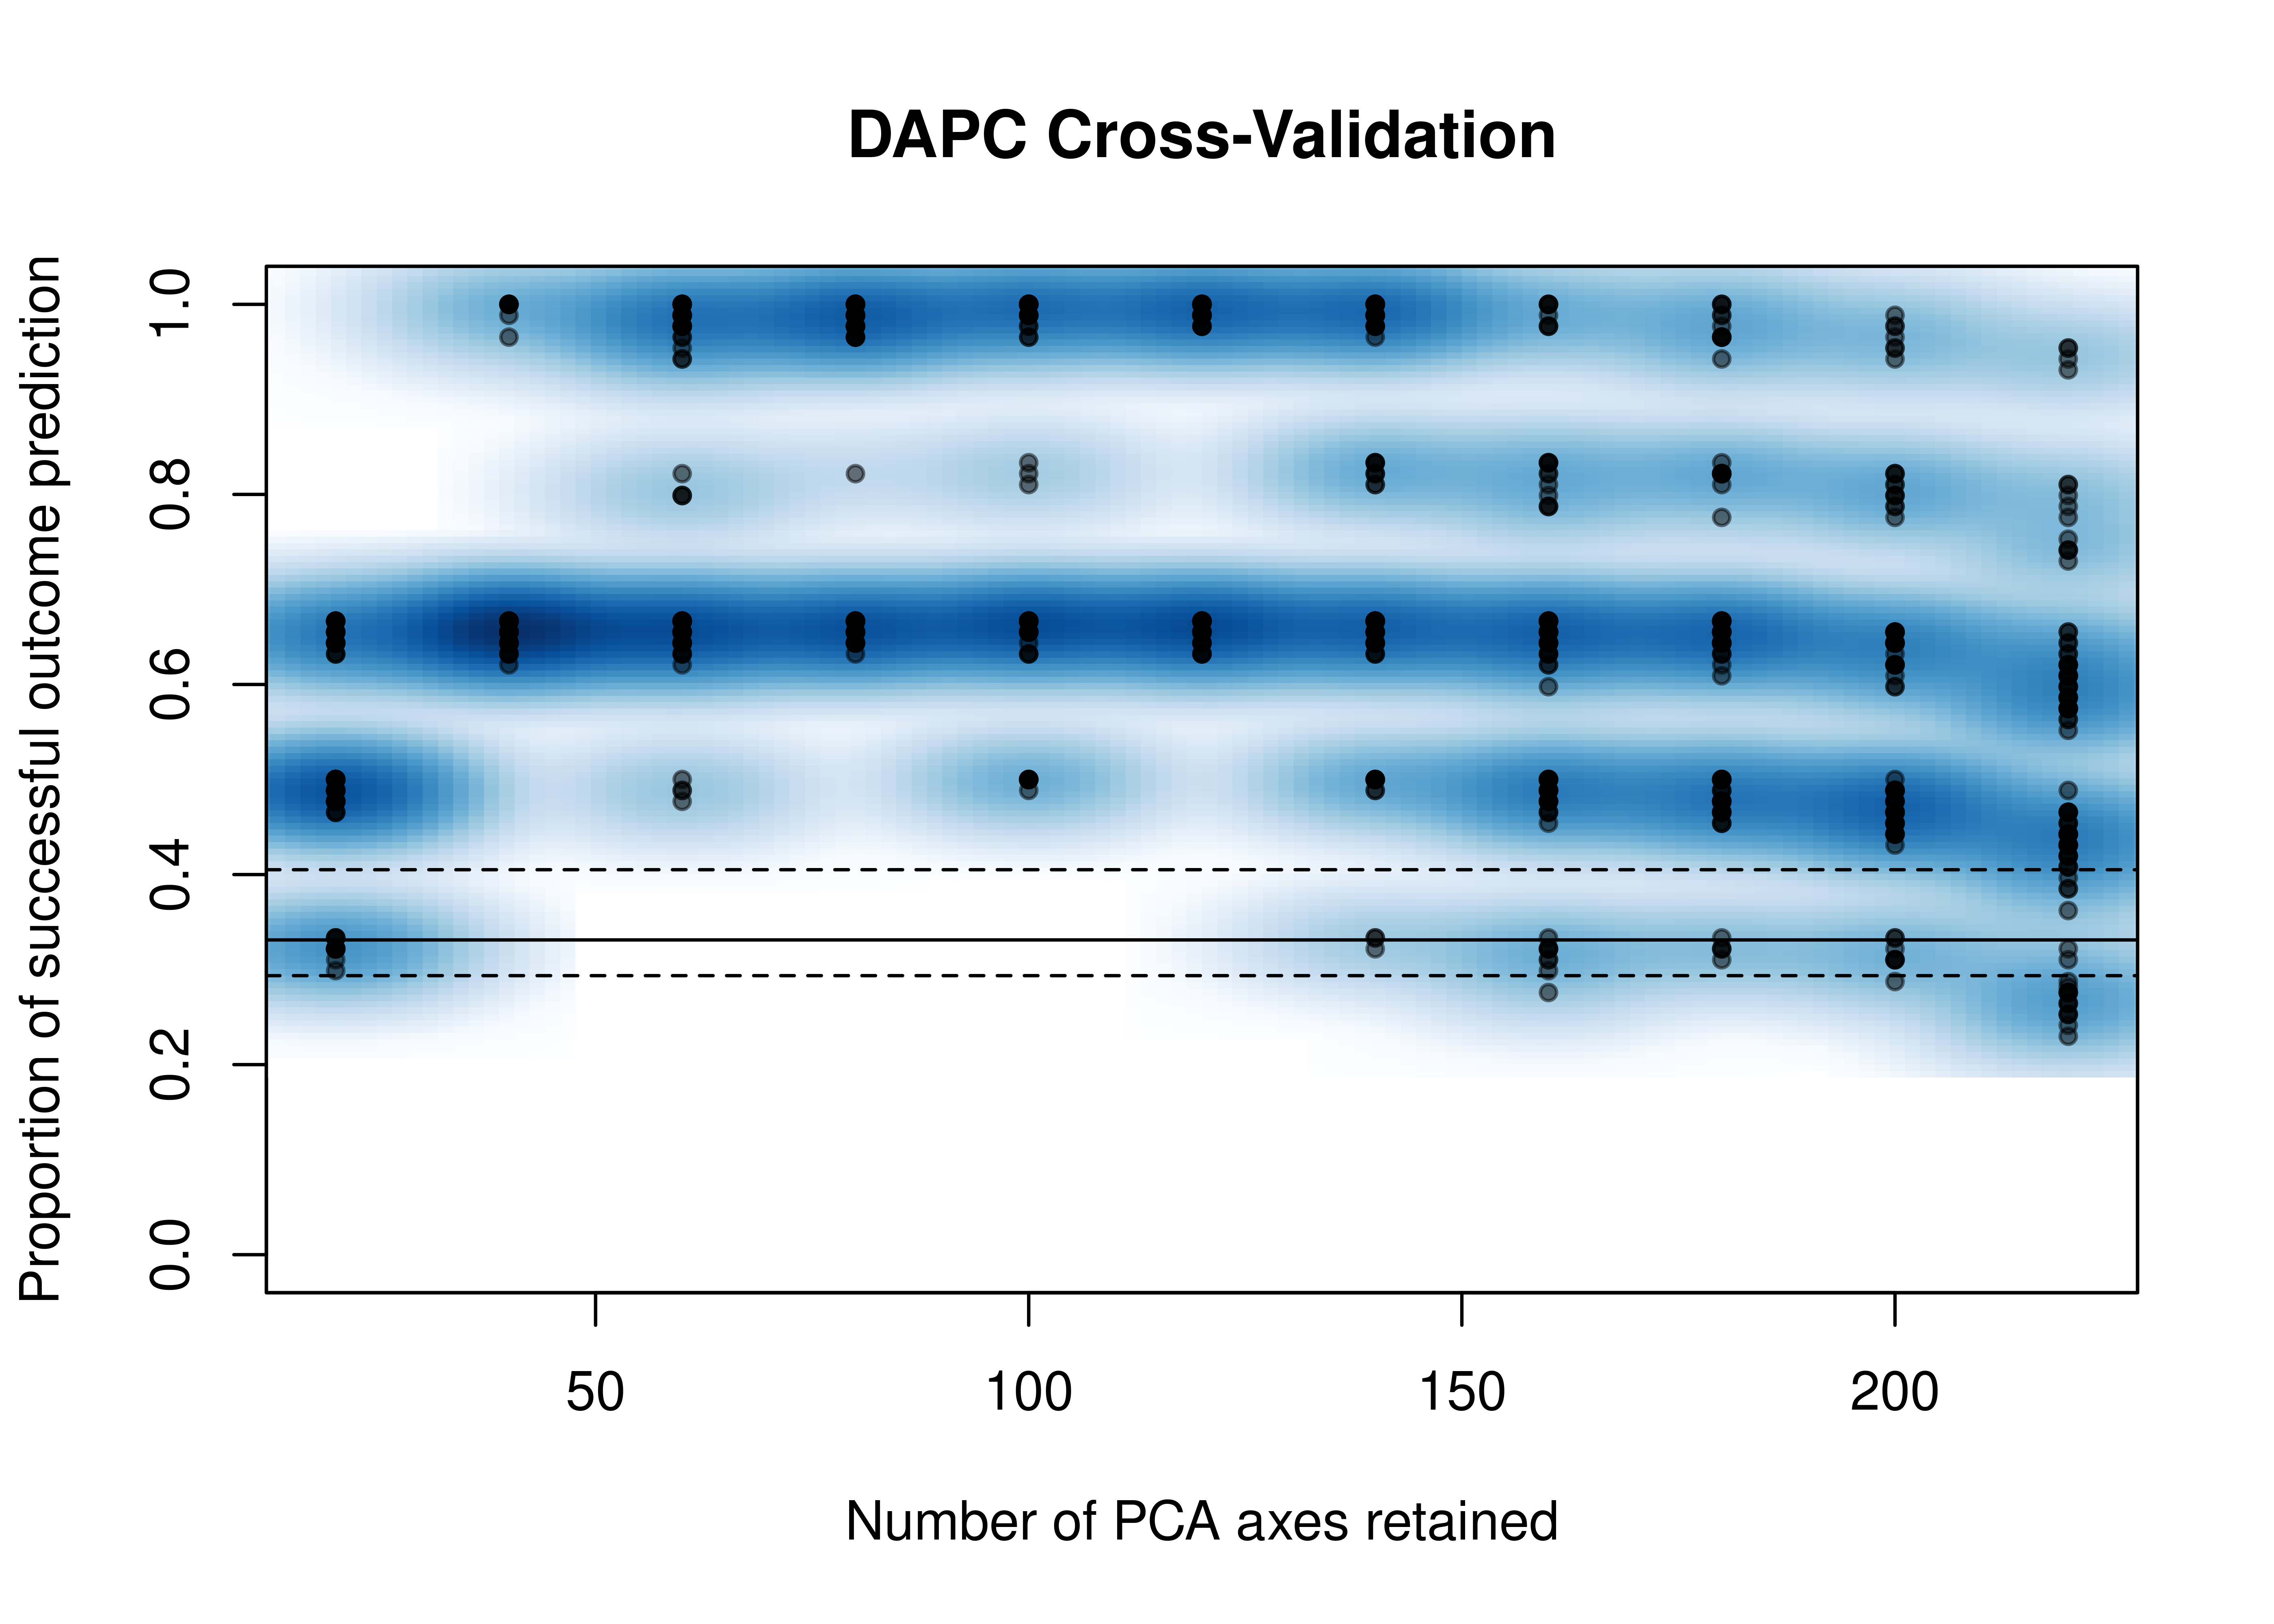 DAPC Cross-Validation
Proportion of successful outcome prediction
1.0
0.8
0.6
0.4
0.2
0.0
50 100 150 200
Number of PCA axes retained